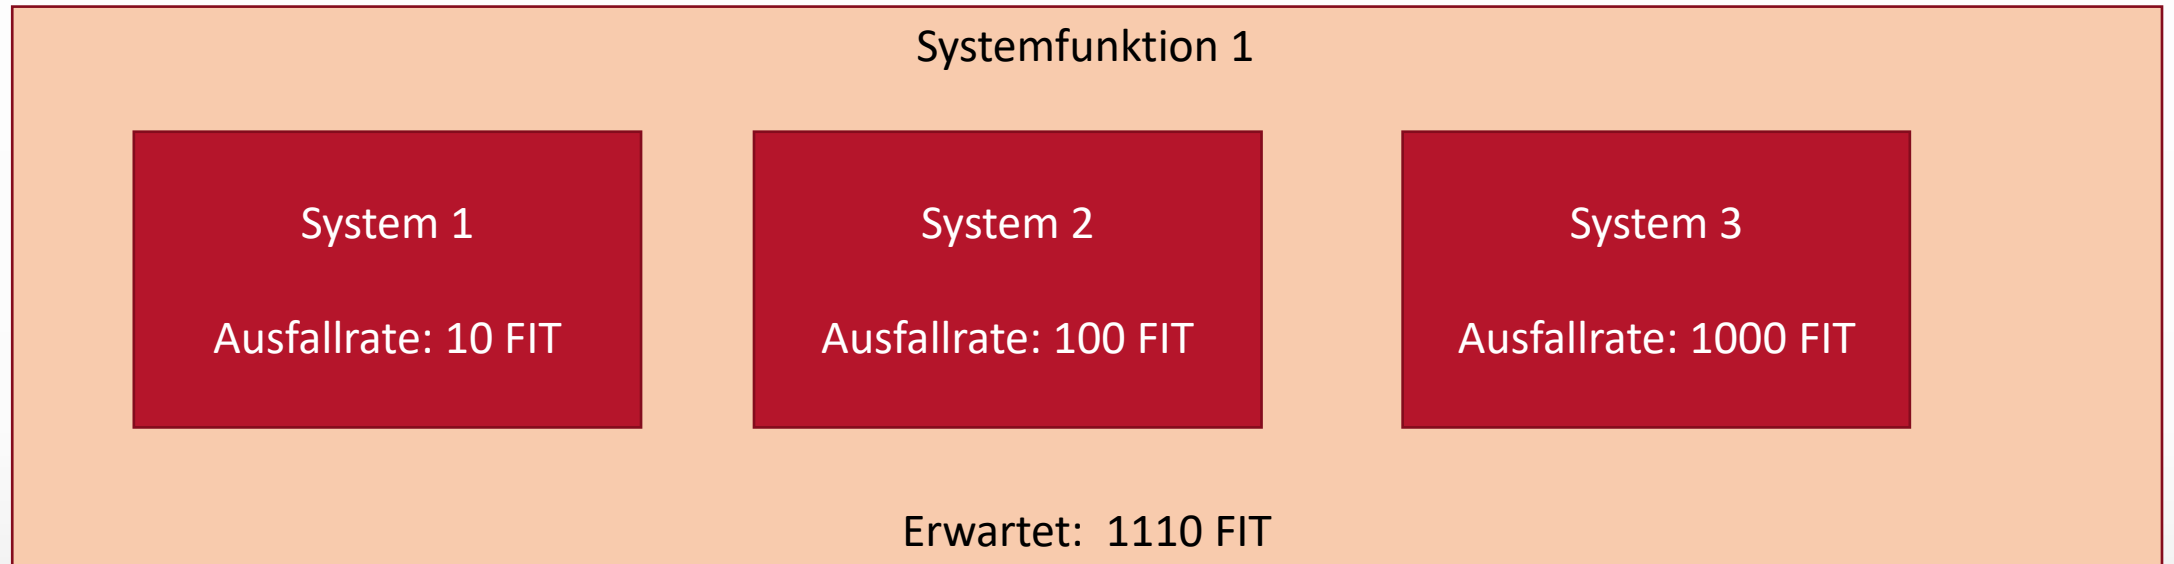 Systemfunktion 1
System 1
Ausfallrate: 10 FIT
System 2
Ausfallrate: 100 FIT
System 3
Ausfallrate: 1000 FIT
Erwartet:  1110 FIT